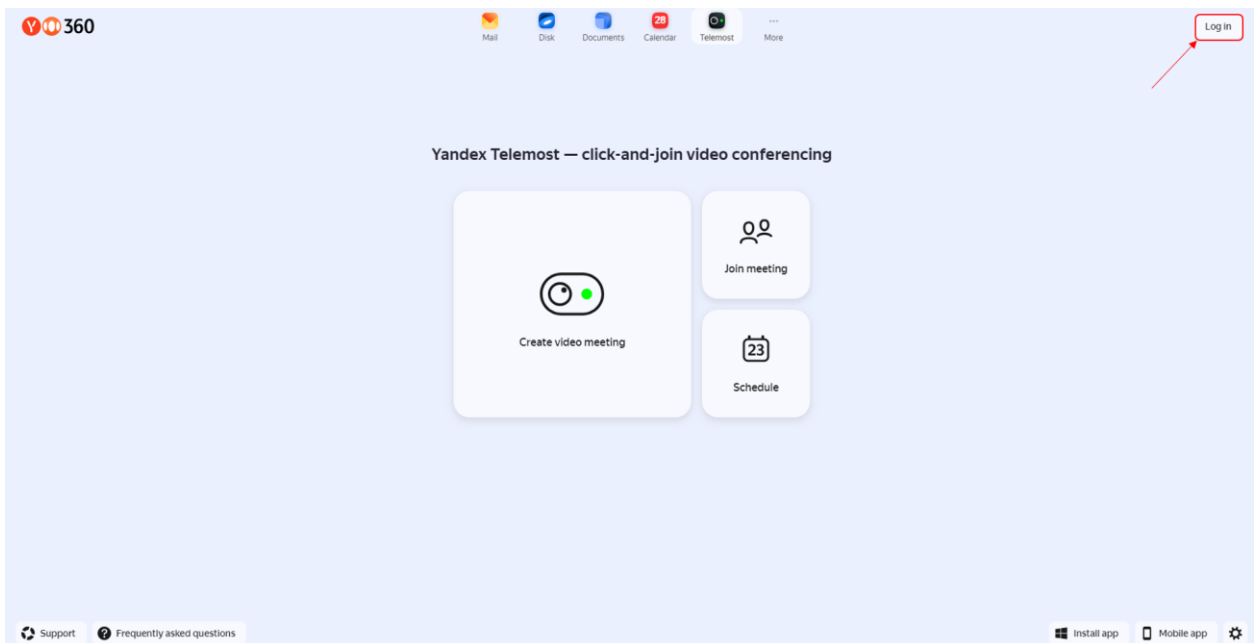 360
Mail
Disk
Documents
28
Calendar
Telemost
More
Log in
Yandex Telemost — click-and-join video conferencing
Create video meeting
Join meeting
23
Schedule
Support
Frequently asked questions
Install app
Mobile app